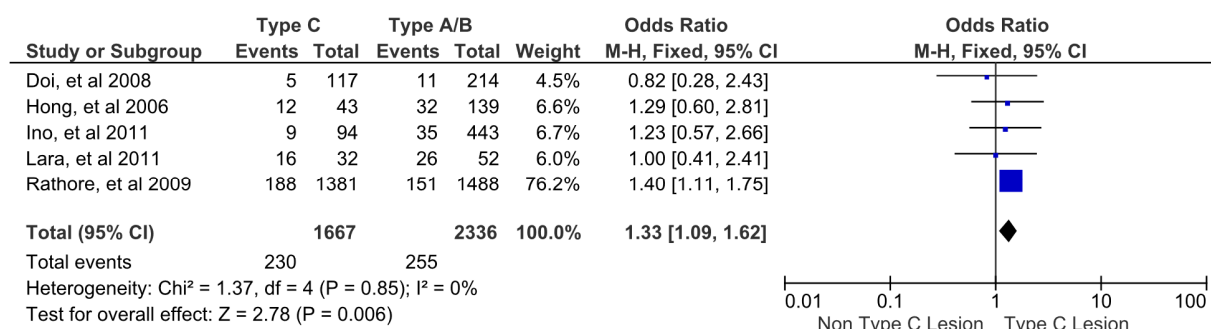 Type C Type A/B Odds Ratio Odds Ratio
Study or Subgroup Events Total Events Total Weight M-H, Fixed, 95% CI M-H, Fixed, 95% CI
Doi, et al 2008 5 117 11 214 4.5% 0.82 [0.28, 2.43]
Hong, et al 2006 12 43 32 139 6.6% 1.29 [0.60, 2.81]
Ino, et al 2011 9 94 35 443 6.7% 1.23 [0.57, 2.66]
Lara, et al 2011 16 32 26 52 6.0% 1.00 [0.41, 2.41]
Rathore, et al 2009 188 1381 151 1488 76.2% 1.40 [1.11, 1.75]
Total (95% CI) 1667 2336 100.0% 1.33 [1.09, 1.62]
Total events 230 255
Heterogeneity: Chi² = 1.37, df = 4 (P = 0.85); I² = 0%
Test for overall effect: Z = 2.78 (P = 0.006)
0.01 0.1 1 10 100
Non Type C Lesion Type C Lesion